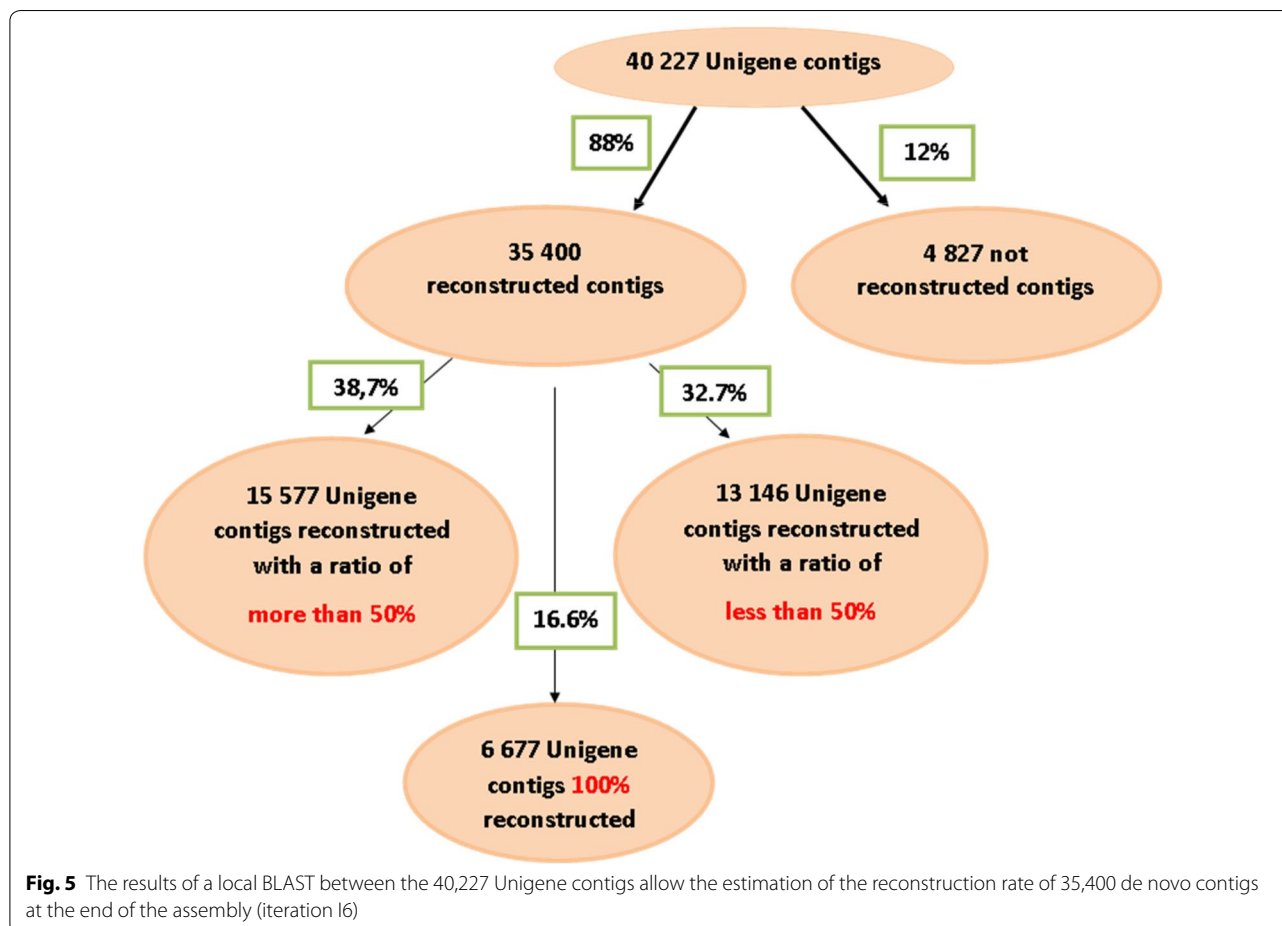 40 227 Unigene contigs
88%
12%
35 400
reconstructed contigs
4 827 not
reconstructed contigs
38,7%
32.7%
15 577 Unigene
contigs reconstructed
with a ratio of
more than 50%
13 146 Unigene
contigs reconstructed
with a ratio of
less than 50%
16.6%
6 677 Unigene
contigs 100%
reconstructed
Fig. 5 The results of a local BLAST between the 40,227 Unigene contigs allow the estimation of the reconstruction rate of 35,400 de novo contigs
at the end of the assembly (iteration I6)